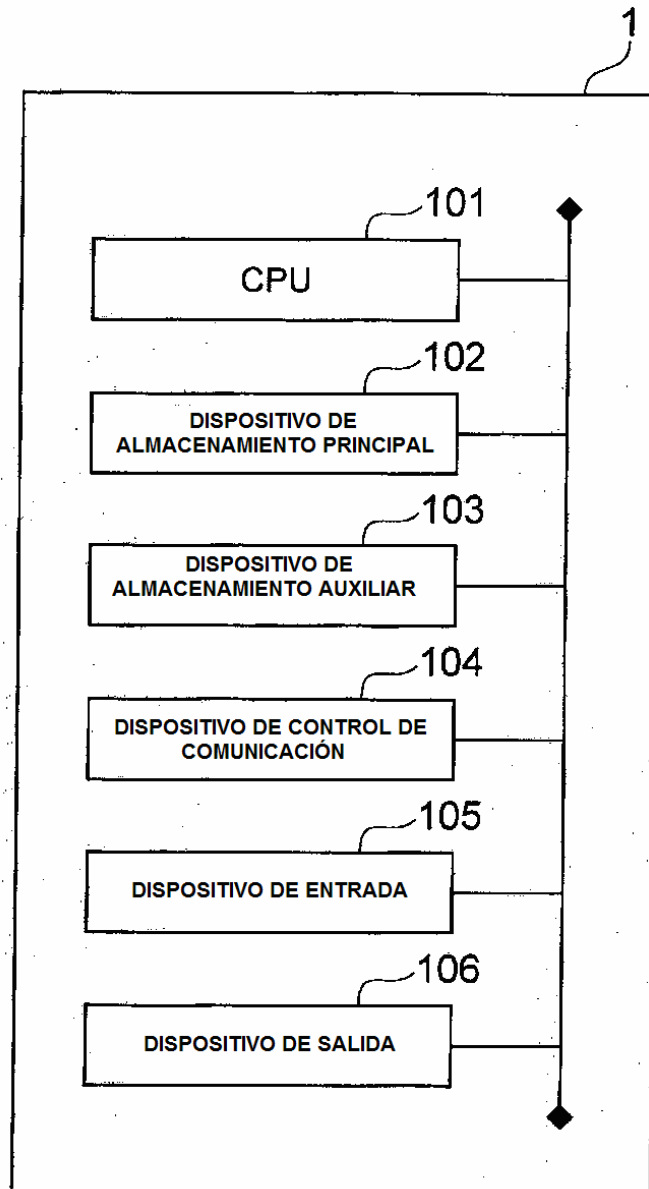 1
101
CPU
102
DISPOSITIVO DE
ALMACENAMIENTO PRINCIPAL
103
DISPOSITIVO DE
ALMACENAMIENTO AUXILIAR
104
DISPOSITIVO DE CONTROL DE
COMUNICACIÓN
105
DISPOSITIVO DE ENTRADA
106
DISPOSITIVO DE SALIDA